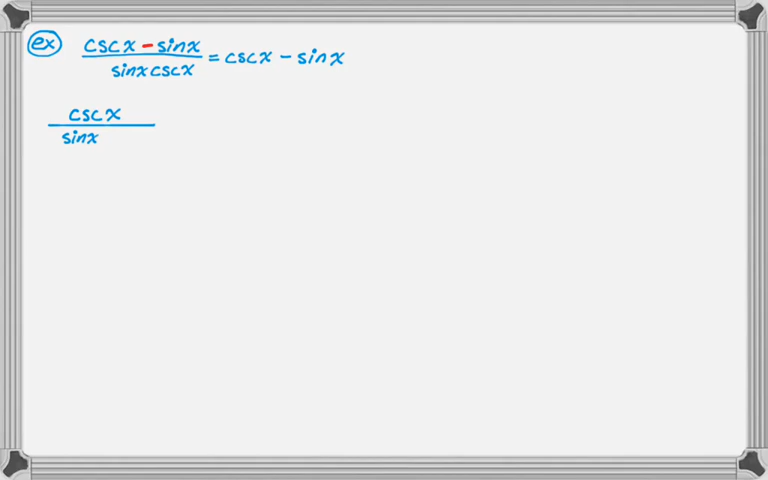 ex csc x - sin x = csc x - sin x
sin x csc x
csc x
sin x